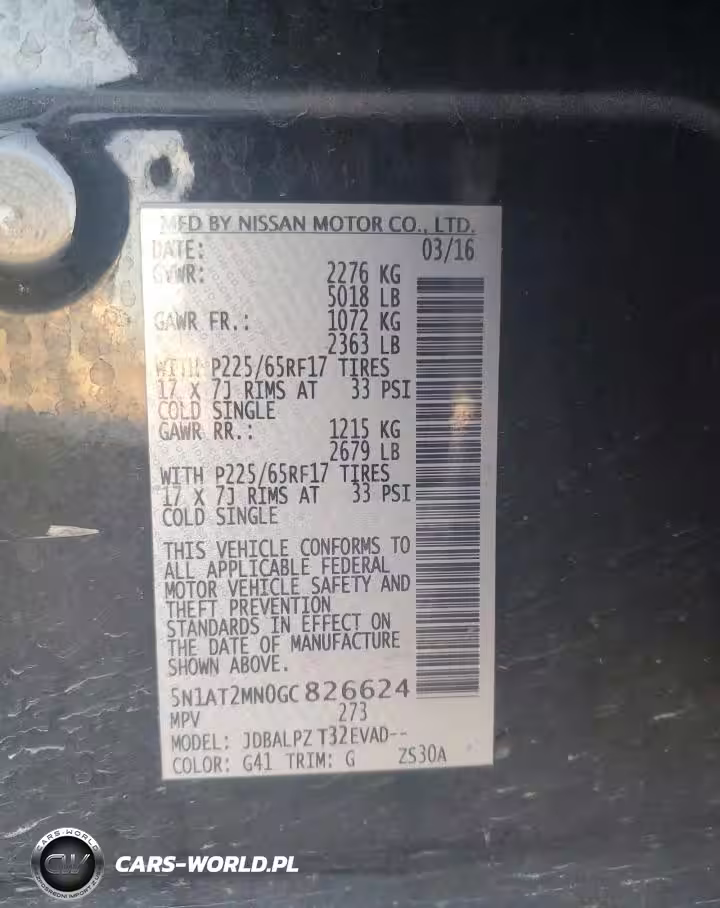 MFD BY NISSAN MOTOR CO., LTD.
DATE: 03/16
GVWR: 2276 KG
5018 LB
GAWR FR.: 1072 KG
2363 LB
WITH P225/65RF17 TIRES
17 X 7J RIMS AT 33 PSI
COLD SINGLE
GAWR RR.: 1215 KG
2679 LB
WITH P225/65RF17 TIRES
17 X 7J RIMS AT 33 PSI
COLD SINGLE
THIS VEHICLE CONFORMS TO
ALL APPLICABLE FEDERAL
MOTOR VEHICLE SAFETY AND
THEFT PREVENTION
STANDARDS IN EFFECT ON
THE DATE OF MANUFACTURE
SHOWN ABOVE.
5N1AT2MN0GC826624
MPV 273
MODEL: JDBALPZ T32EVAD--
COLOR: G41 TRIM: G ZS30A
CARS-WORLD
CW
CARS-WORLD.PL